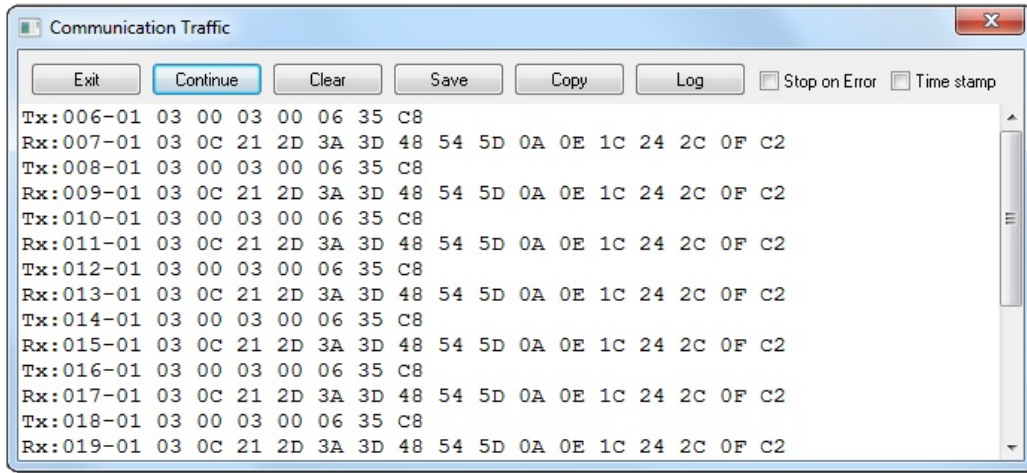 Communication Traffic
Exit Continue Clear Save Copy Log Stop on Error Time stamp
Tx:006-01 03 00 03 00 06 35 C8
Rx:007-01 03 0C 21 2D 3A 3D 48 54 5D 0A 0E 1C 24 2C 0F C2
Tx:008-01 03 00 03 00 06 35 C8
Rx:009-01 03 0C 21 2D 3A 3D 48 54 5D 0A 0E 1C 24 2C 0F C2
Tx:010-01 03 00 03 00 06 35 C8
Rx:011-01 03 0C 21 2D 3A 3D 48 54 5D 0A 0E 1C 24 2C 0F C2
Tx:012-01 03 00 03 00 06 35 C8
Rx:013-01 03 0C 21 2D 3A 3D 48 54 5D 0A 0E 1C 24 2C 0F C2
Tx:014-01 03 00 03 00 06 35 C8
Rx:015-01 03 0C 21 2D 3A 3D 48 54 5D 0A 0E 1C 24 2C 0F C2
Tx:016-01 03 00 03 00 06 35 C8
Rx:017-01 03 0C 21 2D 3A 3D 48 54 5D 0A 0E 1C 24 2C 0F C2
Tx:018-01 03 00 03 00 06 35 C8
Rx:019-01 03 0C 21 2D 3A 3D 48 54 5D 0A 0E 1C 24 2C 0F C2